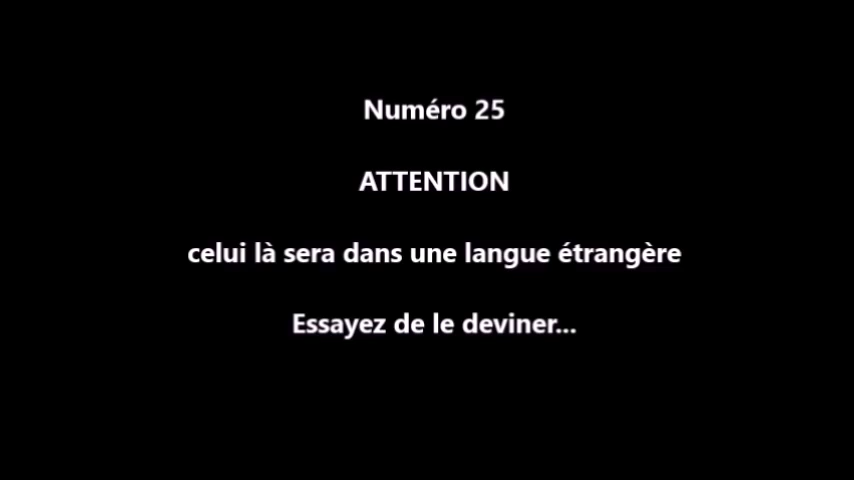 Numéro 25
ATTENTION
celui là sera dans une langue étrangère
Essayez de le deviner...